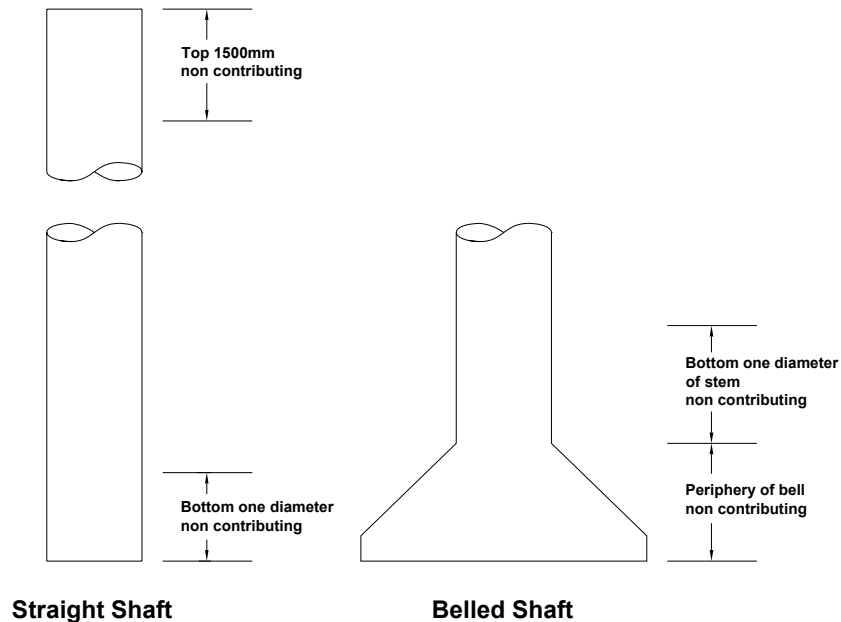 Top 1500mm
non contributing
Bottom one diameter
of stem
non contributing
Periphery of bell
non contributing
Bottom one diameter
non contributing
Straight Shaft
Belled Shaft